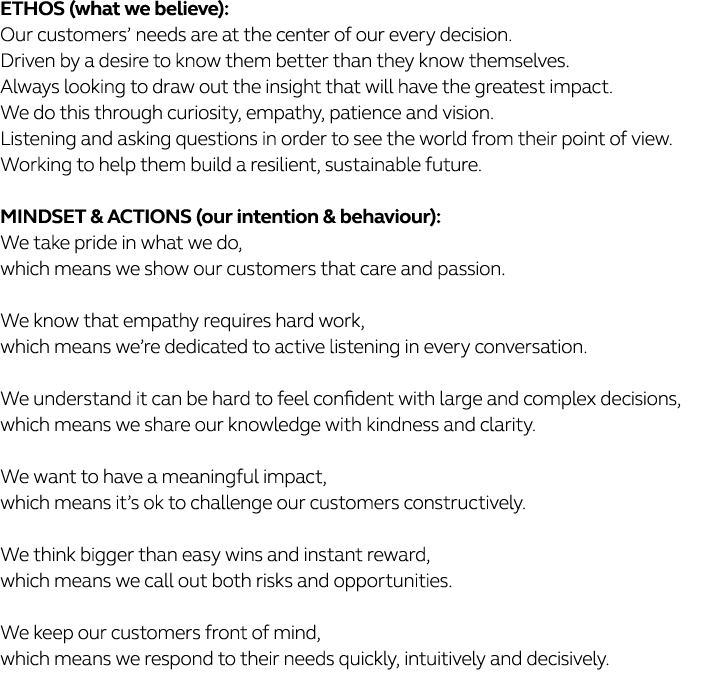 ETHOS (what we believe):
Our customers’ needs are at the center of our every decision.
Driven by a desire to know them better than they know themselves.
Always looking to draw out the insight that will have the greatest impact.
We do this through curiosity, empathy, patience and vision.
Listening and asking questions in order to see the world from their point of view.
Working to help them build a resilient, sustainable future.
MINDSET & ACTIONS (our intention & behaviour):
We take pride in what we do,
which means we show our customers that care and passion.
We know that empathy requires hard work,
which means we’re dedicated to active listening in every conversation.
We understand it can be hard to feel confident with large and complex decisions,
which means we share our knowledge with kindness and clarity.
We want to have a meaningful impact,
which means it’s ok to challenge our customers constructively.
We think bigger than easy wins and instant reward,
which means we call out both risks and opportunities.
We keep our customers front of mind,
which means we respond to their needs quickly, intuitively and decisively.